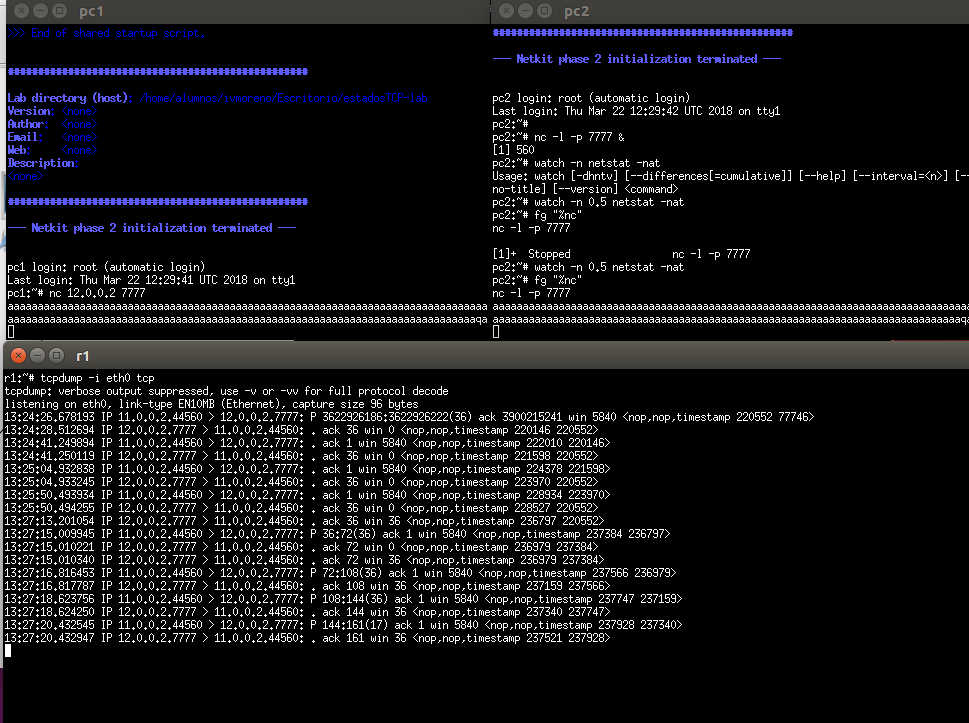 pc1
>>> End of shared startup script.
##################################################
Lab directory (host): /home/alumnos/ivmoreno/Escritorio/estadosTCP-lab
Version: <none>
Author: <none>
Email: <none>
Web: <none>
Description:
<none>
##################################################
--- Netkit phase 2 initialization terminated ---
pc1 login: root (automatic login)
Last login: Thu Mar 22 12:29:41 UTC 2018 on tty1
pc1:~# nc 12.0.0.2 7777
pc2
##################################################
--- Netkit phase 2 initialization terminated ---
pc2 login: root (automatic login)
Last login: Thu Mar 22 12:29:42 UTC 2018 on tty1
pc2:~#
pc2:~# nc -l -p 7777 &
[1] 560
pc2:~# watch -n netstat -nat
Usage: watch [-dhntv] [--differences[=cumulative]] [--help] [--interval=<n>] [--
no-title] [--version] <command>
pc2:~# watch -n 0.5 netstat -nat
pc2:~# fg "%nc"
nc -l -p 7777
[1]+  Stopped                 nc -l -p 7777
pc2:~# watch -n 0.5 netstat -nat
pc2:~# fg "%nc"
nc -l -p 7777
r1
r1:~# tcpdump -i eth0 tcp
tcpdump: verbose output suppressed, use -v or -vv for full protocol decode
listening on eth0, link-type EN10MB (Ethernet), capture size 96 bytes
13:24:26.678193 IP 11.0.0.2.44560 > 12.0.0.2.7777: P 3622926186:3622926222(36) ack 3900215241 win 5840 <nop,nop,timestamp 220552 77746>
13:24:28.512694 IP 12.0.0.2.7777 > 11.0.0.2.44560: . ack 36 win 0 <nop,nop,timestamp 220146 220552>
13:24:41.249894 IP 11.0.0.2.44560 > 12.0.0.2.7777: . ack 1 win 5840 <nop,nop,timestamp 222010 220146>
13:24:41.250119 IP 12.0.0.2.7777 > 11.0.0.2.44560: . ack 36 win 0 <nop,nop,timestamp 221598 220552>
13:25:04.932838 IP 11.0.0.2.44560 > 12.0.0.2.7777: . ack 1 win 5840 <nop,nop,timestamp 224378 221598>
13:25:04.933245 IP 12.0.0.2.7777 > 11.0.0.2.44560: . ack 36 win 0 <nop,nop,timestamp 223970 220552>
13:25:50.493934 IP 11.0.0.2.44560 > 12.0.0.2.7777: . ack 1 win 5840 <nop,nop,timestamp 228934 223970>
13:25:50.494255 IP 12.0.0.2.7777 > 11.0.0.2.44560: . ack 36 win 0 <nop,nop,timestamp 228527 220552>
13:27:13.201054 IP 12.0.0.2.7777 > 11.0.0.2.44560: . ack 36 win 36 <nop,nop,timestamp 236797 220552>
13:27:15.009945 IP 11.0.0.2.44560 > 12.0.0.2.7777: P 36:72(36) ack 1 win 5840 <nop,nop,timestamp 237384 236797>
13:27:15.010221 IP 12.0.0.2.7777 > 11.0.0.2.44560: . ack 72 win 0 <nop,nop,timestamp 236979 237384>
13:27:15.010340 IP 12.0.0.2.7777 > 11.0.0.2.44560: . ack 72 win 36 <nop,nop,timestamp 236979 237384>
13:27:16.816453 IP 11.0.0.2.44560 > 12.0.0.2.7777: P 72:108(36) ack 1 win 5840 <nop,nop,timestamp 237566 236979>
13:27:16.817787 IP 12.0.0.2.7777 > 11.0.0.2.44560: . ack 108 win 36 <nop,nop,timestamp 237159 237566>
13:27:18.623756 IP 11.0.0.2.44560 > 12.0.0.2.7777: P 108:144(36) ack 1 win 5840 <nop,nop,timestamp 237747 237159>
13:27:18.624250 IP 12.0.0.2.7777 > 11.0.0.2.44560: . ack 144 win 36 <nop,nop,timestamp 237340 237747>
13:27:20.432545 IP 11.0.0.2.44560 > 12.0.0.2.7777: P 144:161(17) ack 1 win 5840 <nop,nop,timestamp 237928 237340>
13:27:20.432947 IP 12.0.0.2.7777 > 11.0.0.2.44560: . ack 161 win 36 <nop,nop,timestamp 237521 237928>